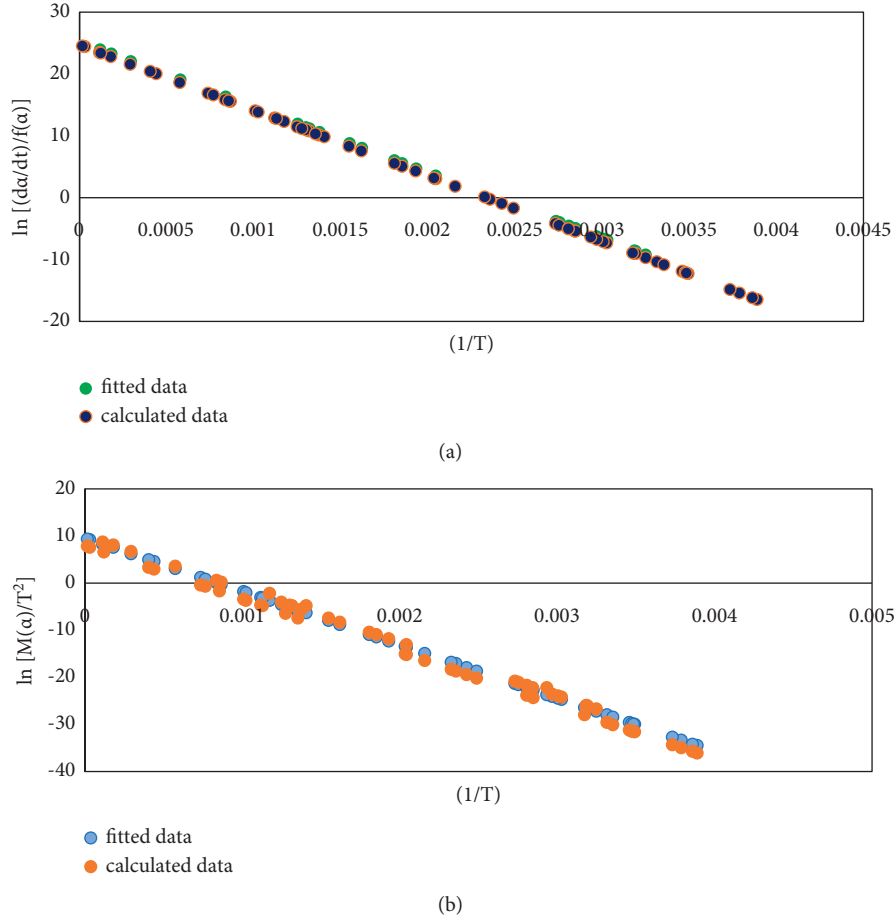 30
20
10
0
-10
-20
ln [(dα/dt)/f(α)]
0 0.0005 0.001 0.0015 0.002 0.0025 0.003 0.0035 0.004 0.0045
(1/T)
fitted data
calculated data
(a)
20
10
0
-10
-20
-30
-40
ln [M(α)/T²]
0 0.001 0.002 0.003 0.004 0.005
(1/T)
fitted data
calculated data
(b)